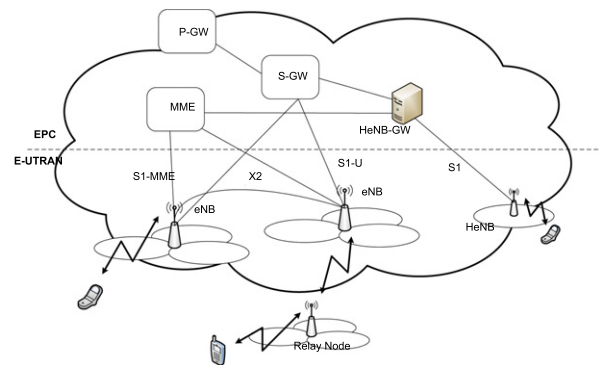 P-GW
S-GW
MME
HeNB-GW
EPC
E-UTRAN
S1-MME
X2
S1-U
S1
eNB
eNB
HeNB
Relay Node